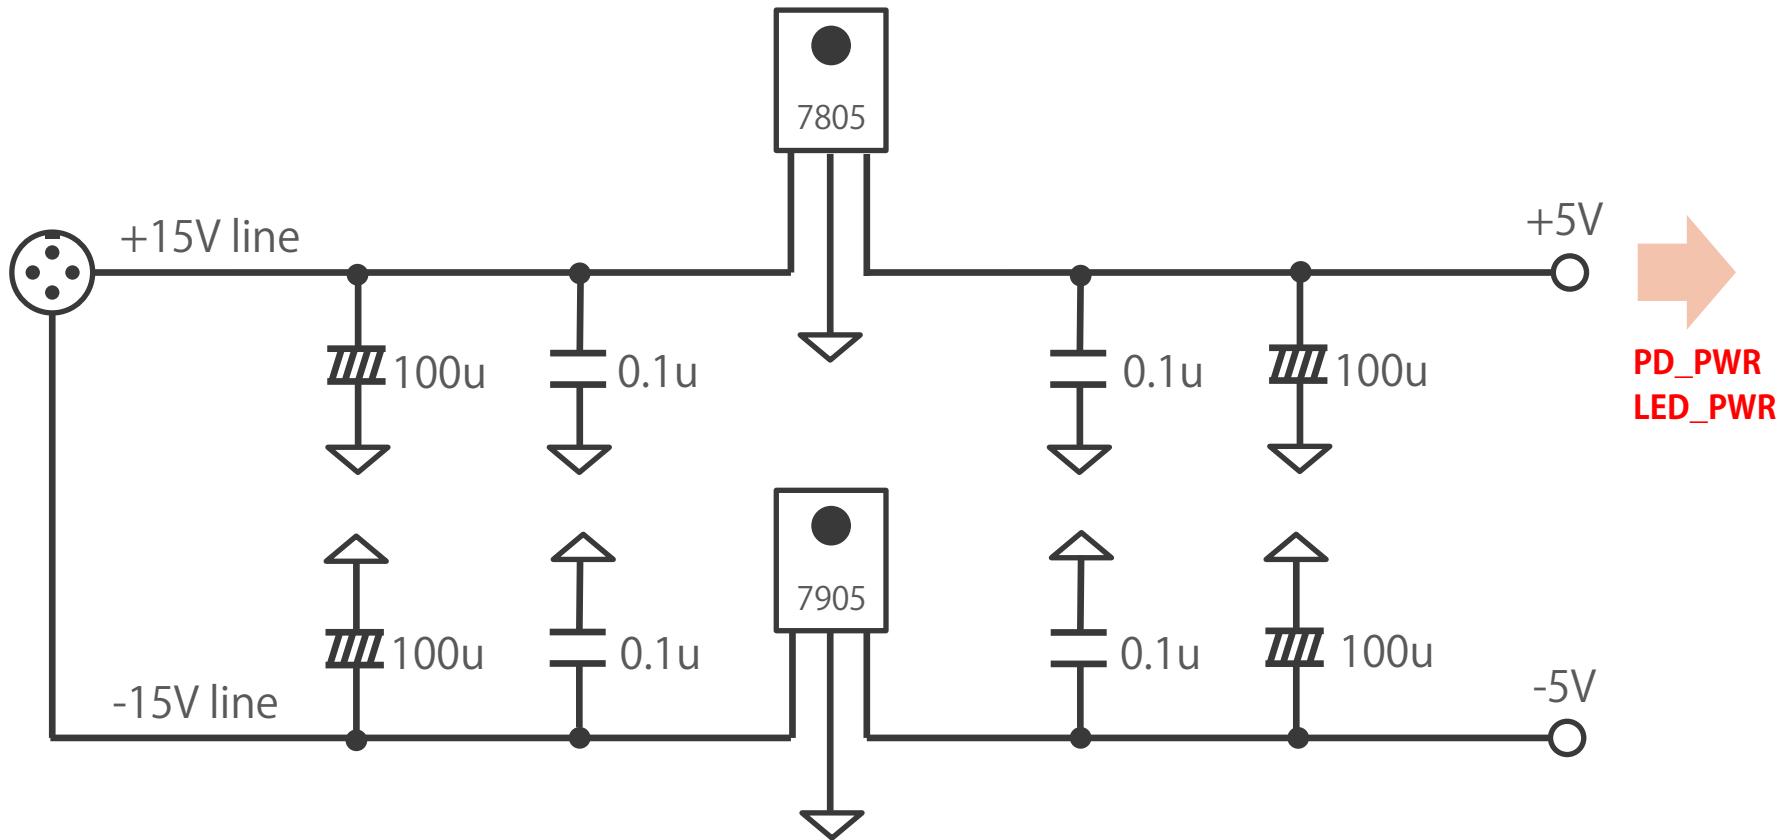 7805
+15V line
+5V
100u
0.1u
0.1u
100u
PD_PWR
LED_PWR
7905
100u
0.1u
0.1u
100u
-15V line
-5V